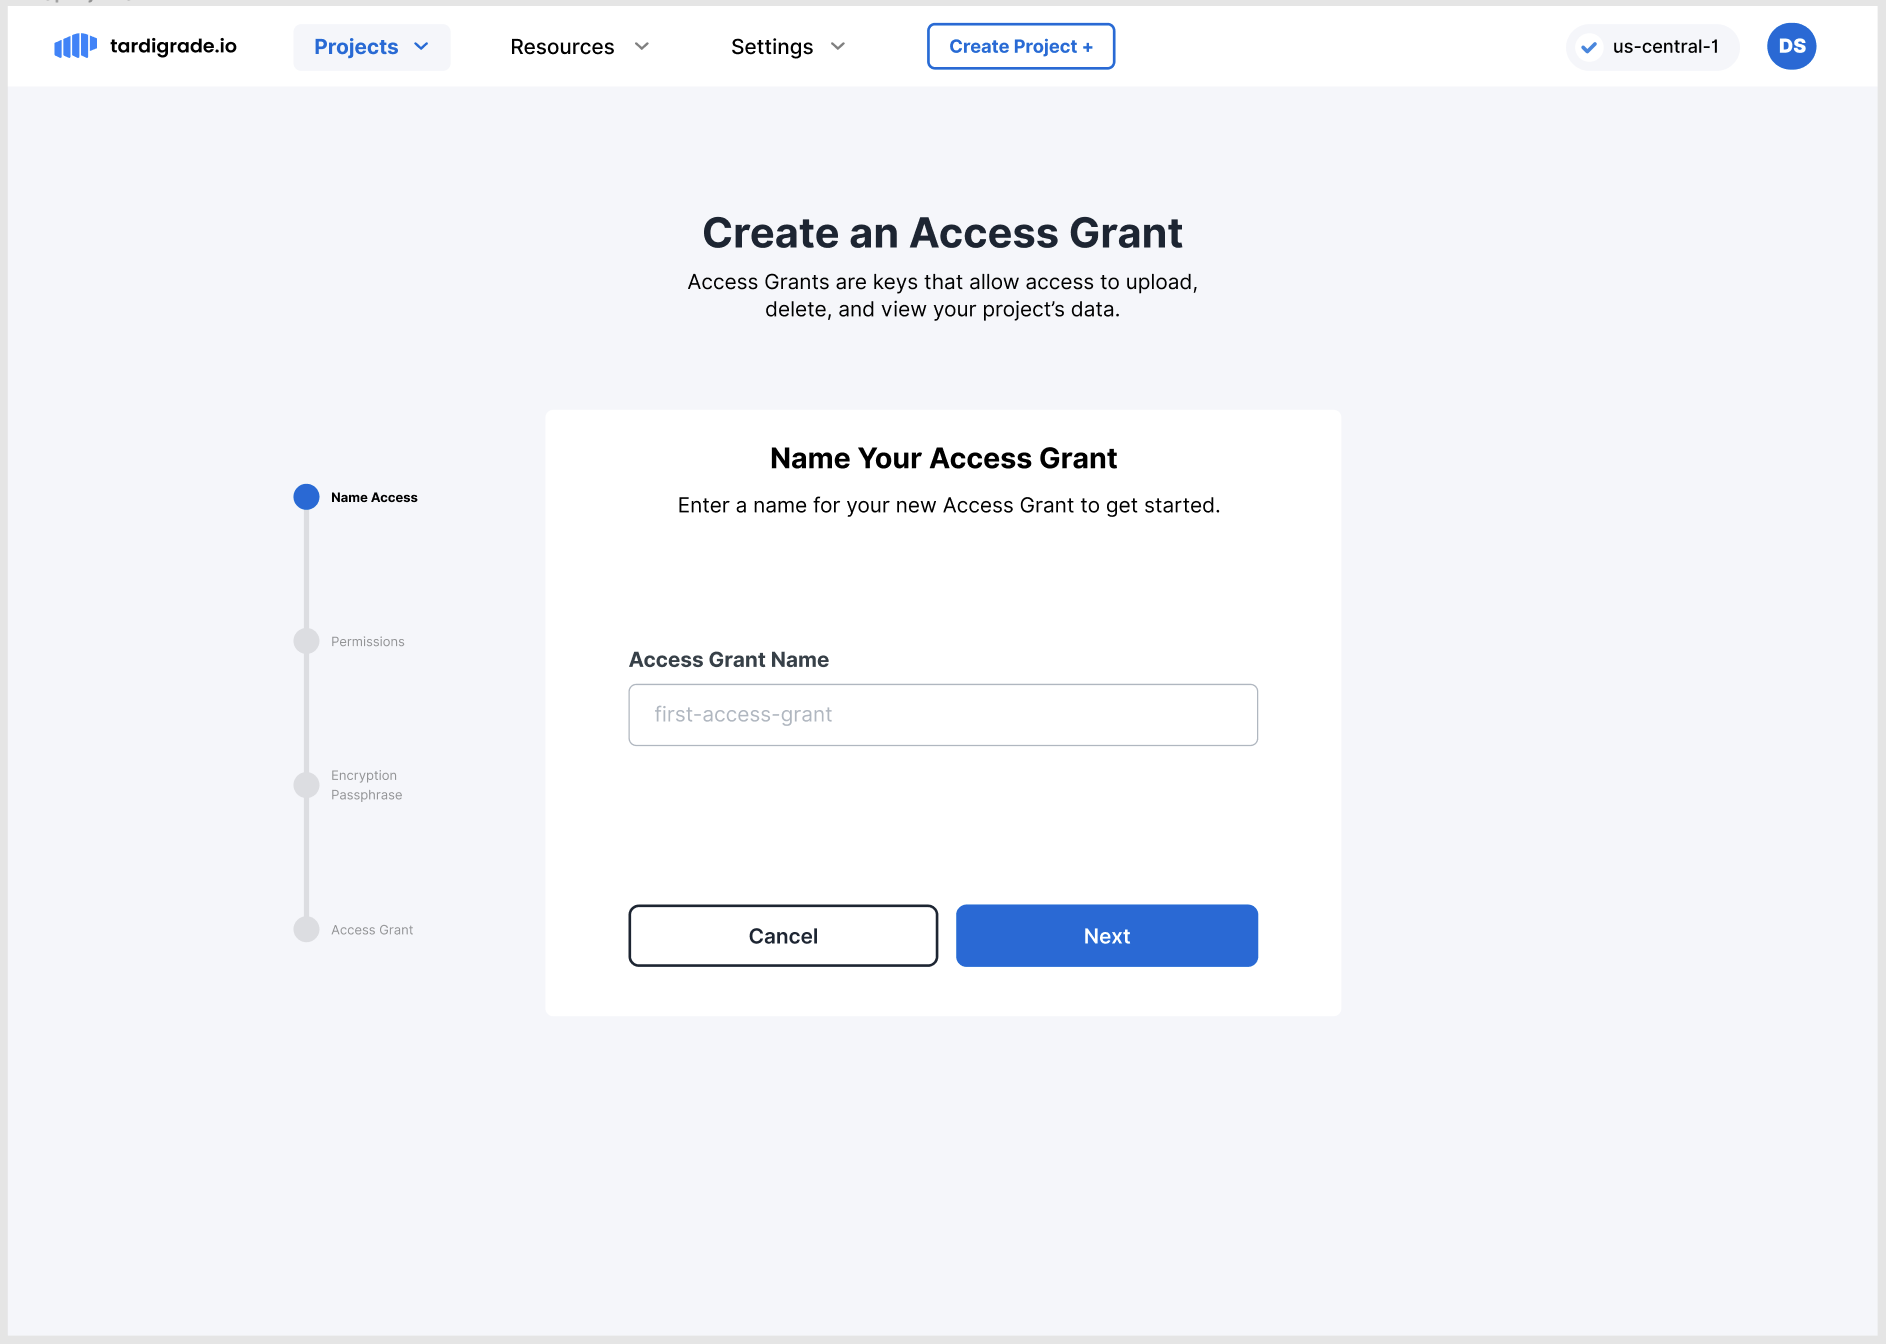 tardigrade.io
Projects
Resources
Settings
Create Project +
us-central-1
DS
Create an Access Grant
Access Grants are keys that allow access to upload,
delete, and view your project’s data.
Name Access
Permissions
Encryption
Passphrase
Access Grant
Name Your Access Grant
Enter a name for your new Access Grant to get started.
Access Grant Name
first-access-grant
Cancel
Next